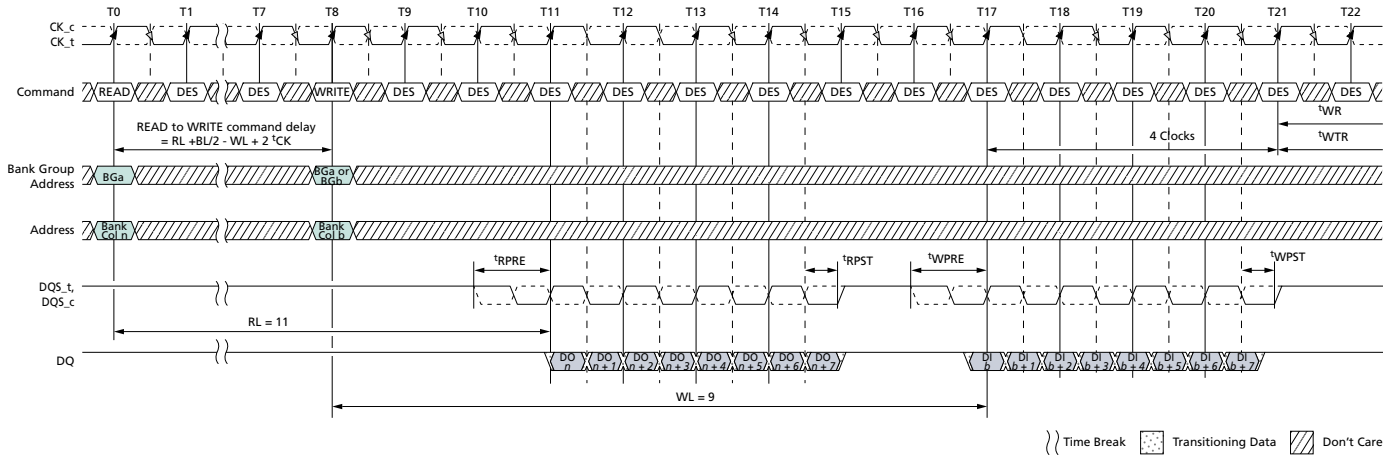 T0 T1 T7 T8 T9 T10 T11 T12 T13 T14 T15 T16 T17 T18 T19 T20 T21 T22
CK_c
CK_t
Command READ DES DES WRITE DES DES DES DES DES DES DES DES DES DES DES DES DES DES
tWR
READ to WRITE command delay
= RL +BL/2 - WL + 2 tCK
4 Clocks tWTR
Bank Group
Address
BGa
BGa or
BGb
Address
Bank
Col n
Bank
Col b
tRPRE tRPST tWPRE tWPST
DQS_t,
DQS_c
RL = 11
DQ
DO
n
DO
n + 1
DO
n + 2
DO
n + 3
DO
n + 4
DO
n + 5
DO
n + 6
DO
n + 7
DI
b
DI
b + 1
DI
b + 2
DI
b + 3
DI
b + 4
DI
b + 5
DI
b + 6
DI
b + 7
WL = 9
Time Break Transitioning Data Don't Care